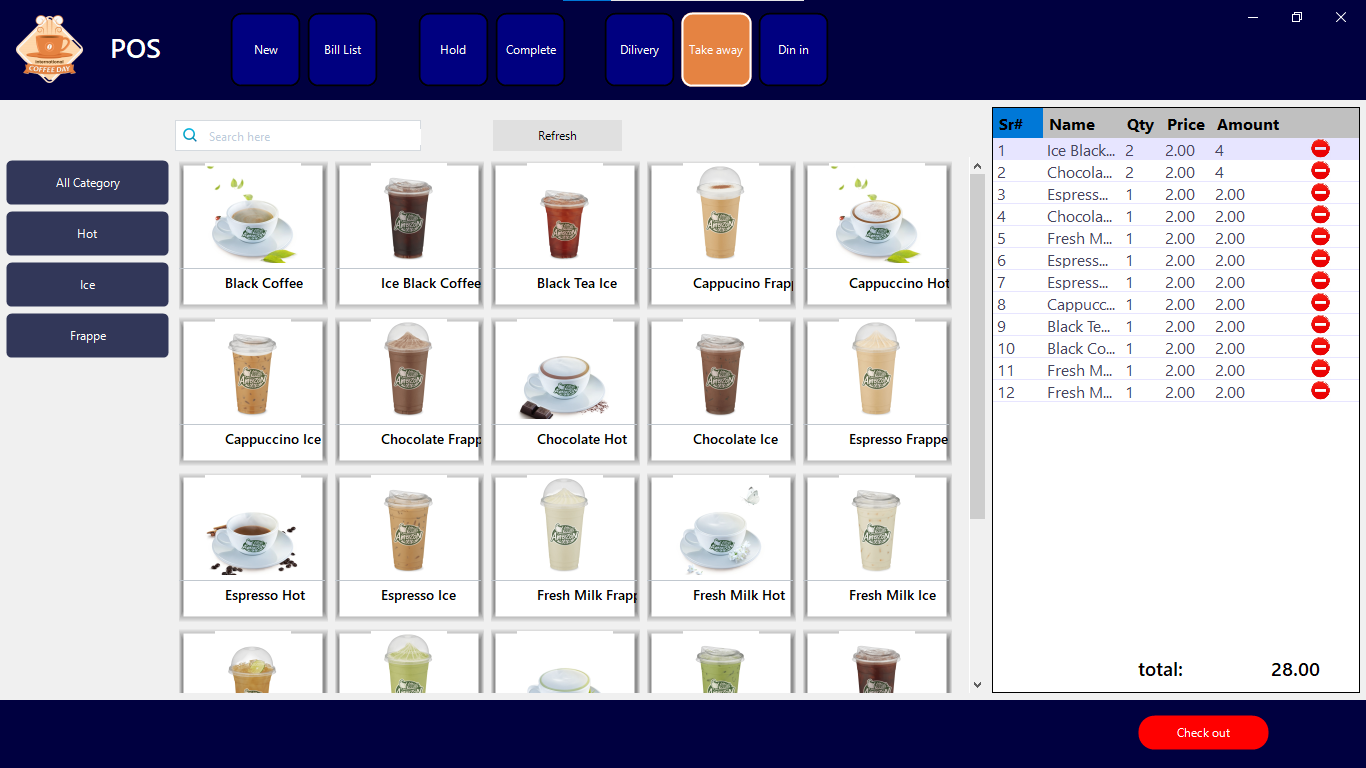 International
COFFEE DAY
POS
New
Bill List
Hold
Complete
Dilivery
Take away
Din in
Search here
Refresh
All Category
Hot
Ice
Frappe
Black Coffee
Ice Black Coffee
Black Tea Ice
Cappucino Frap
Cappuccino Hot
Cappuccino Ice
Chocolate Frapp
Chocolate Hot
Chocolate Ice
Espresso Frappe
Espresso Hot
Espresso Ice
Fresh Milk Frapp
Fresh Milk Hot
Fresh Milk Ice
Sr# Name Qty Price Amount
1 Ice Black... 2 2.00 4
2 Chocola... 2 2.00 4
3 Espress... 1 2.00 2.00
4 Chocola... 1 2.00 2.00
5 Fresh M... 1 2.00 2.00
6 Espress... 1 2.00 2.00
7 Espress... 1 2.00 2.00
8 Cappucc... 1 2.00 2.00
9 Black Te... 1 2.00 2.00
10 Black Co... 1 2.00 2.00
11 Fresh M... 1 2.00 2.00
12 Fresh M... 1 2.00 2.00
total: 28.00
Check out